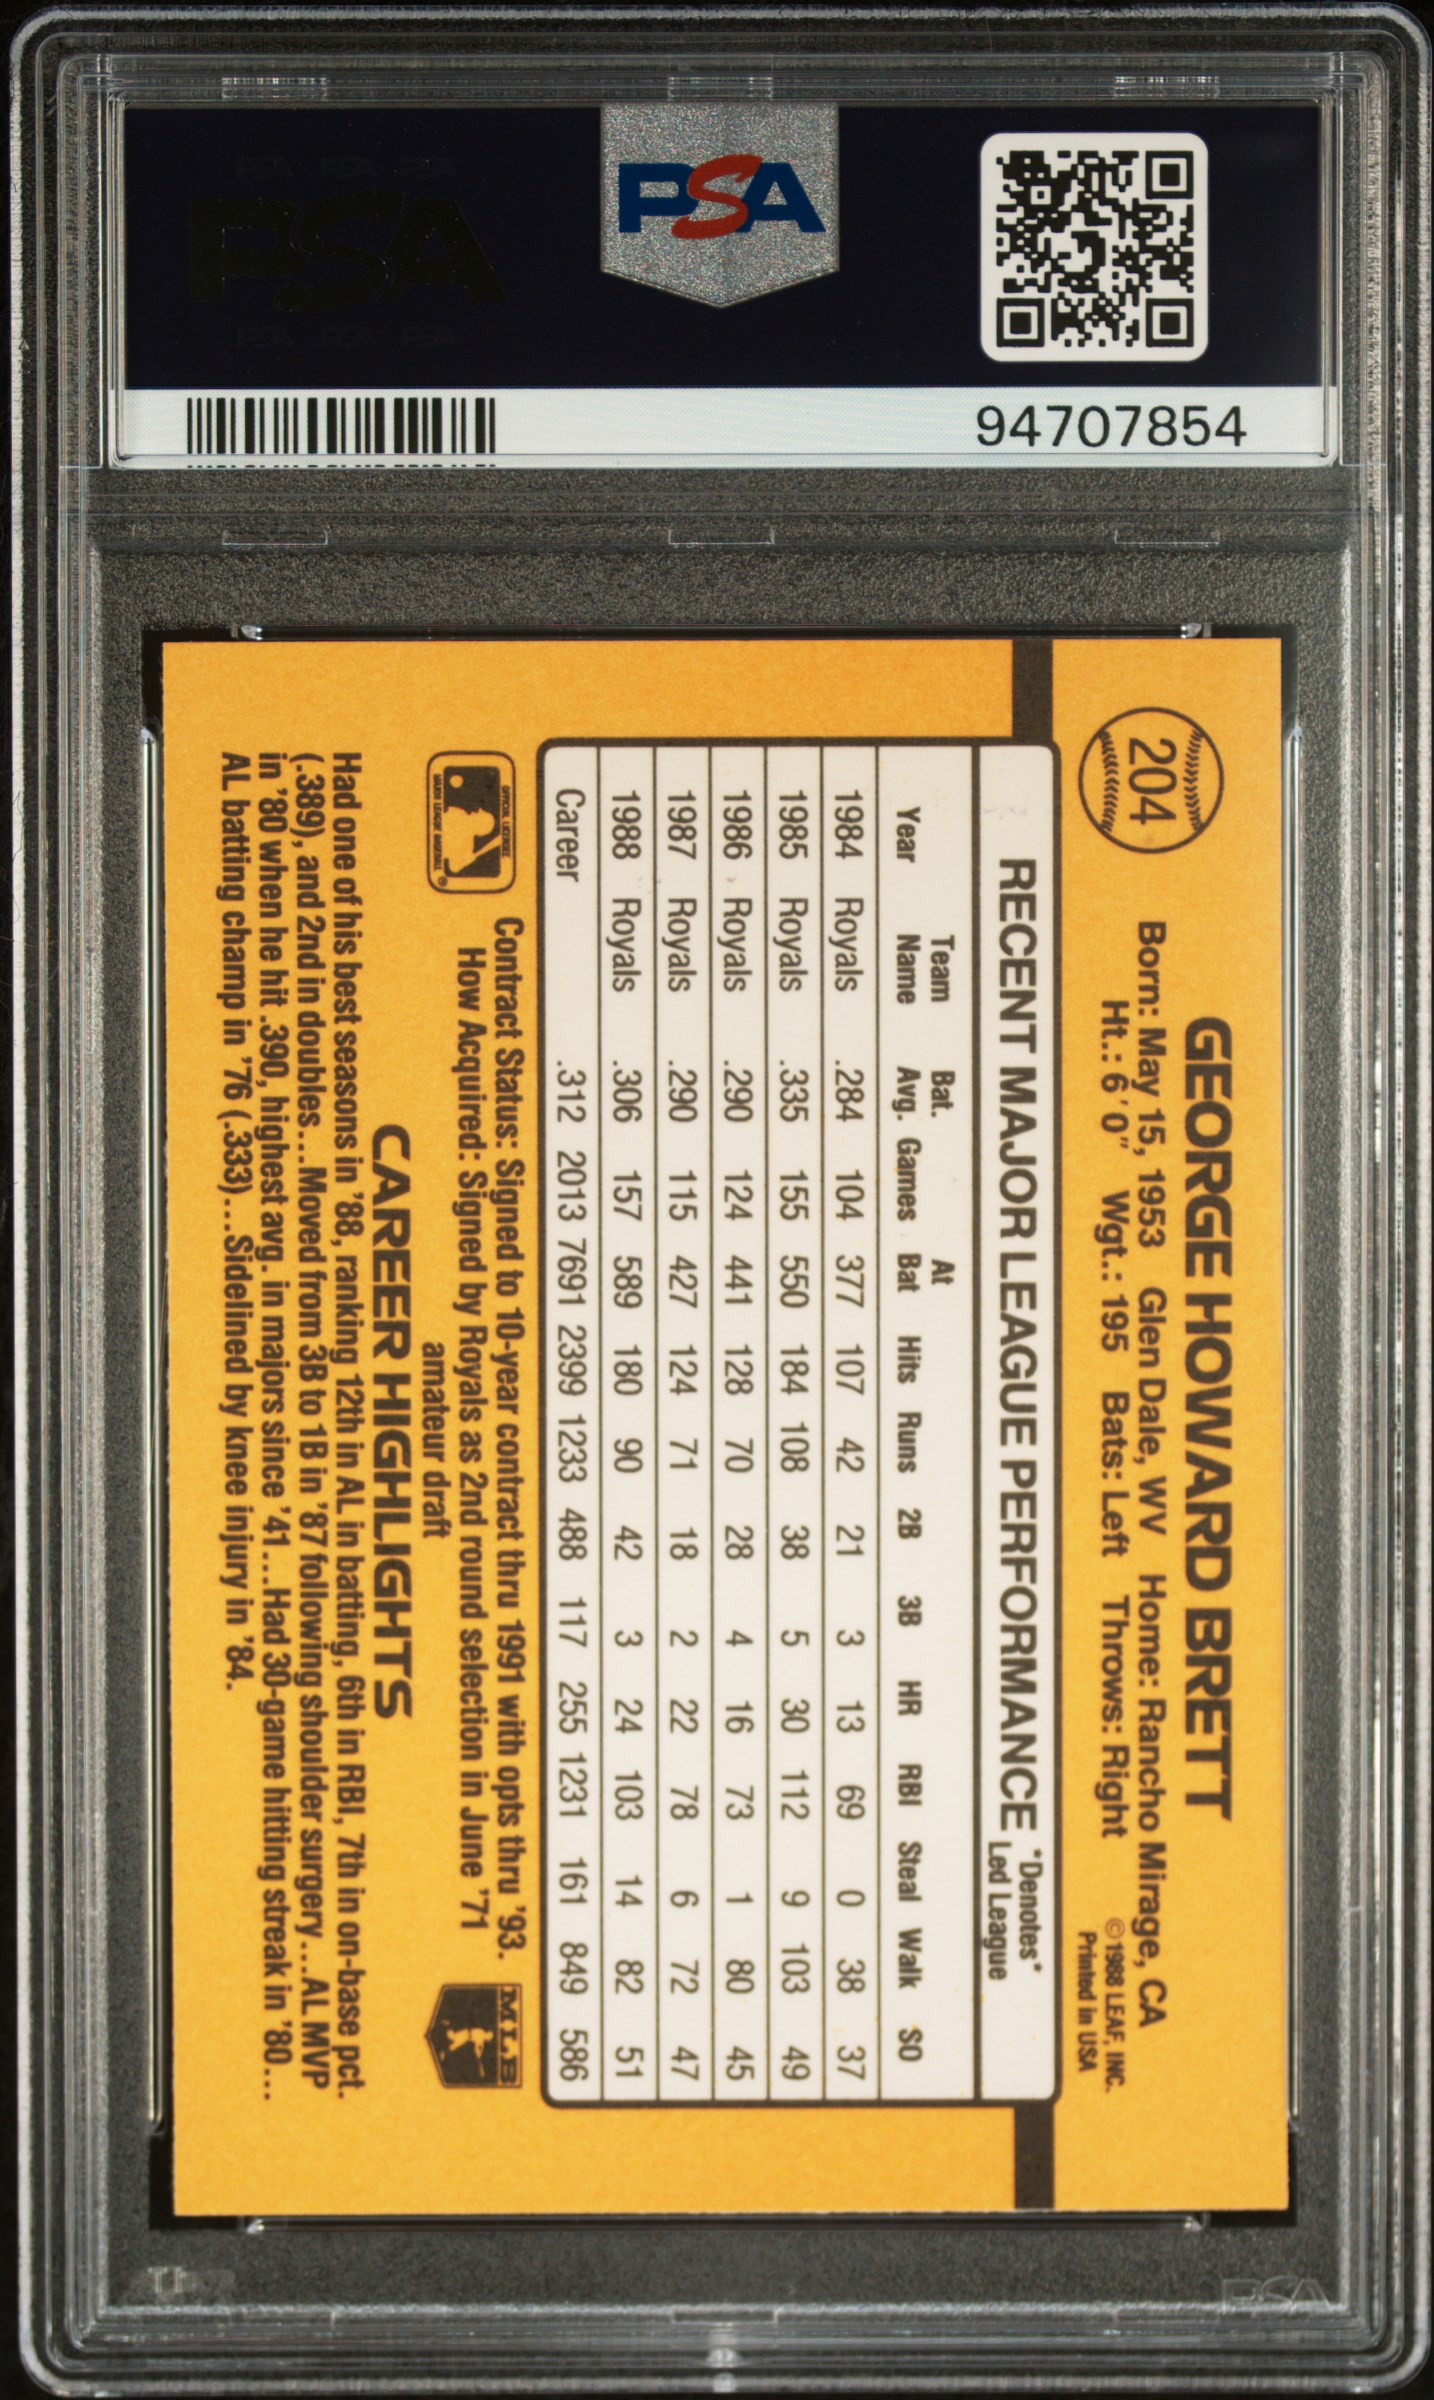 PSA PSA PSA
PSA
PSA PSA PSA
PSA
94707854
204
GEORGE HOWARD BRETT
Born: May 15, 1953 Glen Dale, WV Home: Rancho Mirage, CA
Ht.: 6'0" Wgt.: 195 Bats: Left Throws: Right
©1988 LEAF, INC.
Printed in USA
RECENT MAJOR LEAGUE PERFORMANCE *Denotes*
Led League
Team Bat. At
Year Name Avg. Games Bat Hits Runs 2B 3B HR RBI Steal Walk SO
1984 Royals .284 104 377 107 42 21 3 13 69 0 38 37
1985 Royals .335 155 550 184 108 38 5 30 112 9 103 49
1986 Royals .290 124 441 128 70 28 4 16 73 1 80 45
1987 Royals .290 115 427 124 71 18 2 22 78 6 72 47
1988 Royals .306 157 589 180 90 42 3 24 103 14 82 51
Career .312 2013 7691 2399 1233 488 117 255 1231 161 849 586
OFFICIAL LICENSEE
MAJOR LEAGUE BASEBALL ®
Contract Status: Signed to 10-year contract thru 1991 with opts thru '93.
How Acquired: Signed by Royals as 2nd round selection in June '71
amateur draft
MLB
CAREER HIGHLIGHTS
Had one of his best seasons in '88, ranking 12th in AL in batting, 6th in RBI, 7th in on-base pct.
(.389), and 2nd in doubles...Moved from 3B to 1B in '87 following shoulder surgery...AL MVP
in '80 when he hit .390, highest avg. in majors since '41...Had 30-game hitting streak in '80...
AL batting champ in '76 (.333)...Sidelined by knee injury in '84.
PSA